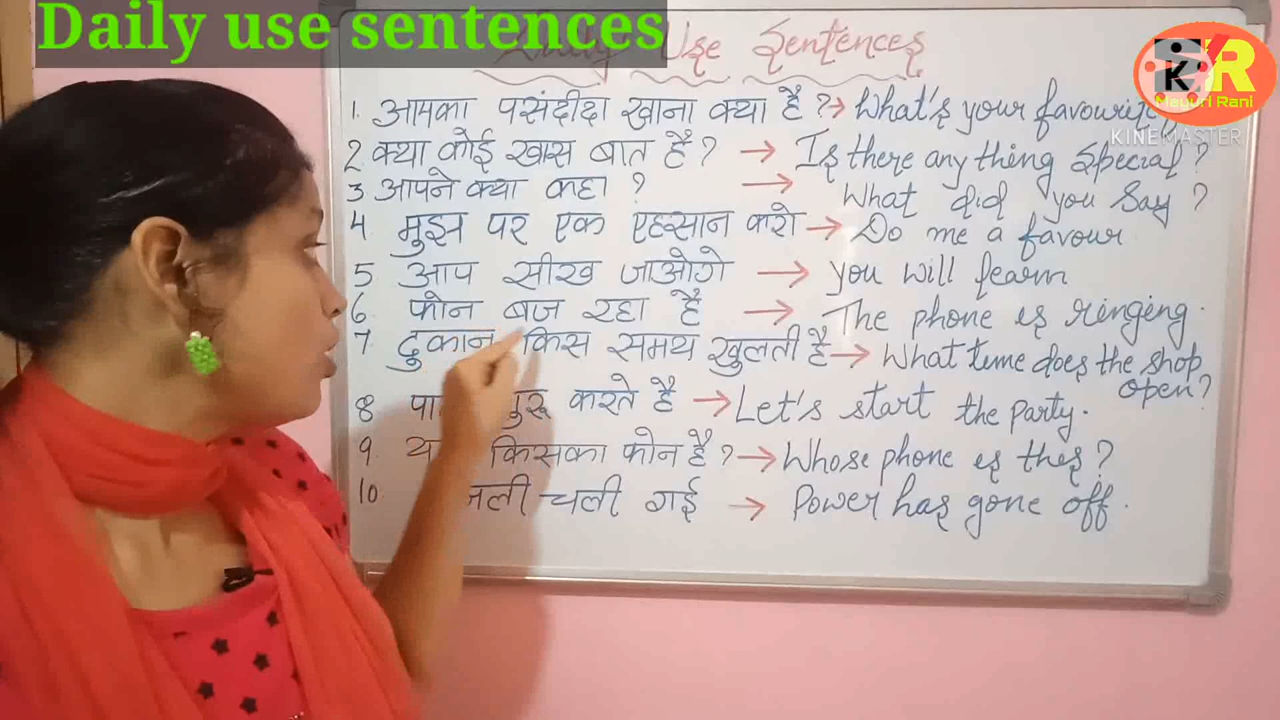 Daily use sentences
Daily Use Sentences
KR
Mayuri Rani
KINEMASTER
1. आपका पसंदीदा खाना क्या है ? → What's your favourite
2 क्या कोई खास बात है ? → Is there any thing special ?
3 आपने क्या कहा ? → What did you say ?
4 मुझ पर एक एहसान करो → Do me a favour
5 आप सीख जाओगे → you will learn
6. फोन बज रहा है → The phone is ringing.
7 दुकान किस समय खुलती है → What time does the shop
open?
8 करते है → Let's start the party.
9. किसका फोन है ? → Whose phone is this ?
10 चली गई → Power has gone off.